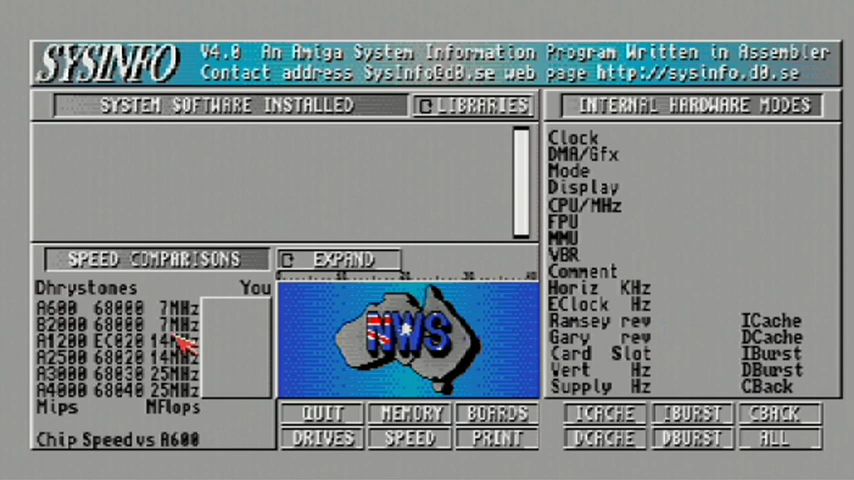 SYSINFO
V4.0 An Amiga System Information Program Written in Assembler
Contact address SysInfo@d0.se web page http://sysinfo.d0.se
SYSTEM SOFTWARE INSTALLED
LIBRARIES
INTERNAL HARDWARE MODES
Clock
DMA/Gfx
Mode
Display
CPU/MHz
FPU
MMU
VBR
Comment
Horiz KHz
EClock Hz
Ramsey rev ICache
Gary rev DCache
Card Slot IBurst
Vert Hz DBurst
Supply Hz CBack
SPEED COMPARISONS
EXPAND
Dhrystones You
A600 68000 7MHz
B2000 68000 7MHz
A1200 EC020 14MHz
A2500 68020 14MHz
A3000 68030 25MHz
A4000 68040 25MHz
Mips MFlops
Chip Speed vs A600
NWS
QUIT MEMORY BOARDS
DRIVES SPEED PRINT
ICACHE IBURST CBACK
DCACHE DBURST ALL